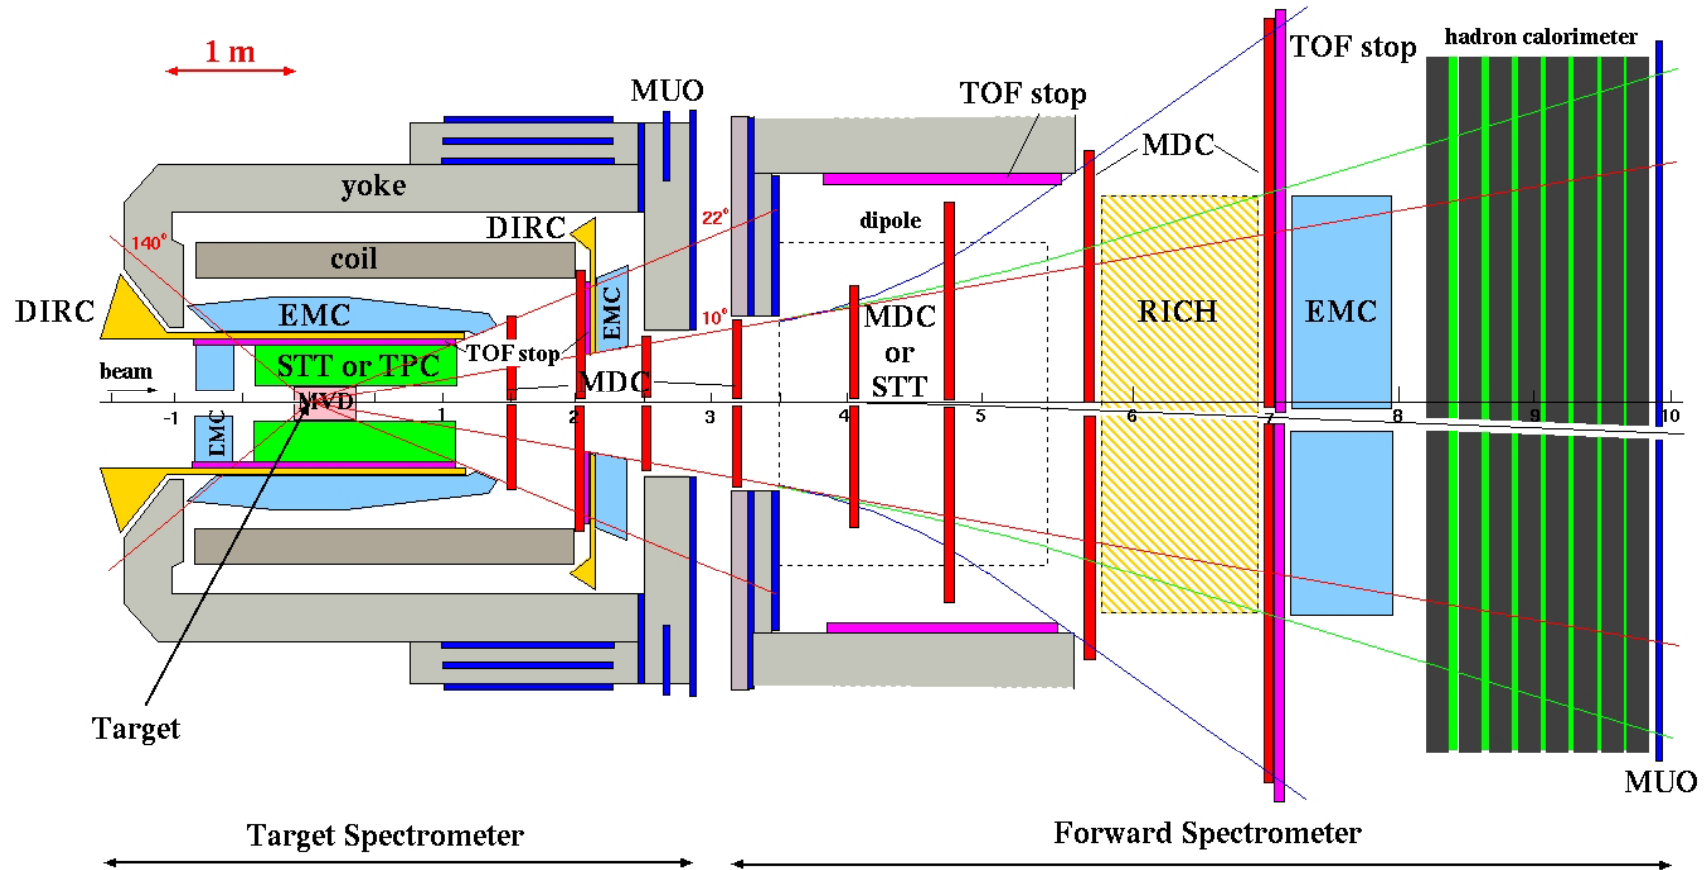 1 m
TOF stop
hadron calorimeter
MUO
TOF stop
MDC
yoke
22°
DIRC
dipole
140°
coil
DIRC
EMC
EMC
10°
MDC
or
STT
RICH
EMC
TOF stop
STT or TPC
beam
MDC
MVD
-1
1
2
3
4
5
6
7
8
9
10
EMC
Target
MUO
Target Spectrometer
Forward Spectrometer